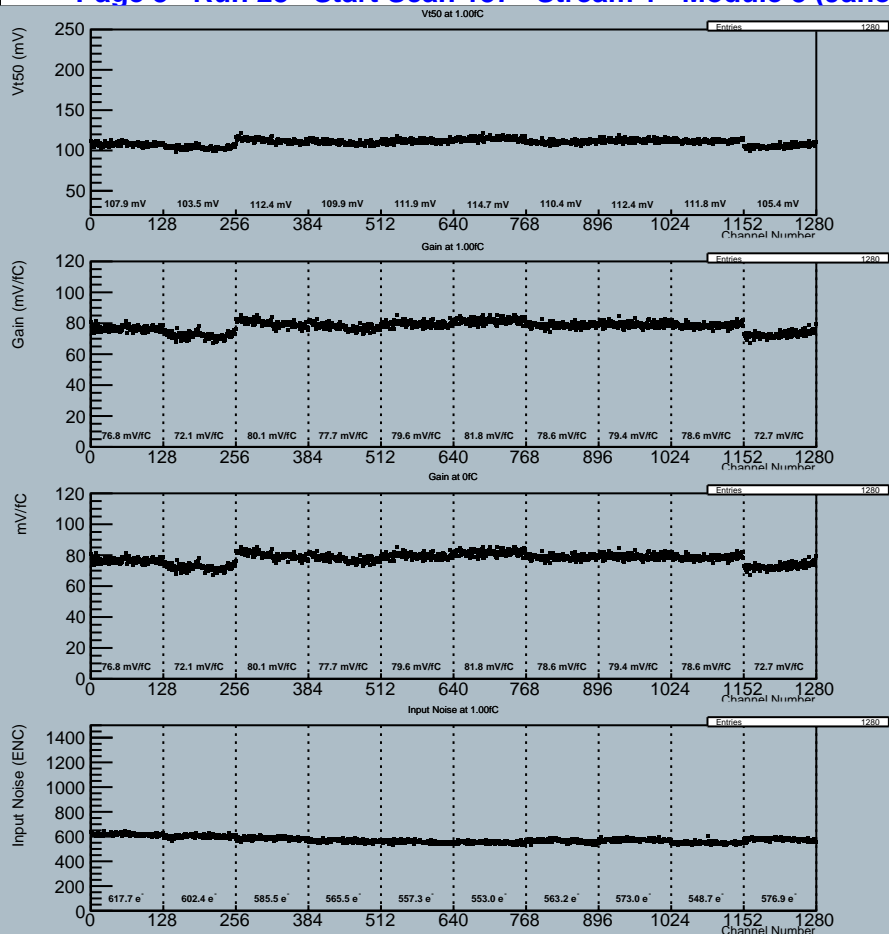 Vt50 at 1.00fC
Entries 1280
Vt50 (mV)
250
200
150
100
50
107.9 mV 103.5 mV 112.4 mV 109.9 mV 111.9 mV 114.7 mV 110.4 mV 112.4 mV 111.8 mV 105.4 mV
0 128 256 384 512 640 768 896 1024 1152 1280
Channel Number
Gain at 1.00fC
Entries 1280
Gain (mV/fC)
120
100
80
60
40
20
0
76.8 mV/fC 72.1 mV/fC 80.1 mV/fC 77.7 mV/fC 79.6 mV/fC 81.8 mV/fC 78.6 mV/fC 79.4 mV/fC 78.6 mV/fC 72.7 mV/fC
0 128 256 384 512 640 768 896 1024 1152 1280
Channel Number
Gain at 0fC
Entries 1280
mV/fC
120
100
80
60
40
20
0
76.8 mV/fC 72.1 mV/fC 80.1 mV/fC 77.7 mV/fC 79.6 mV/fC 81.8 mV/fC 78.6 mV/fC 79.4 mV/fC 78.6 mV/fC 72.7 mV/fC
0 128 256 384 512 640 768 896 1024 1152 1280
Channel Number
Input Noise at 1.00fC
Entries 1280
Input Noise (ENC)
1400
1200
1000
800
600
400
200
0
617.7 e⁻ 602.4 e⁻ 585.5 e⁻ 565.5 e⁻ 557.3 e⁻ 553.0 e⁻ 563.2 e⁻ 573.0 e⁻ 548.7 e⁻ 576.9 e⁻
0 128 256 384 512 640 768 896 1024 1152 1280
Channel Number